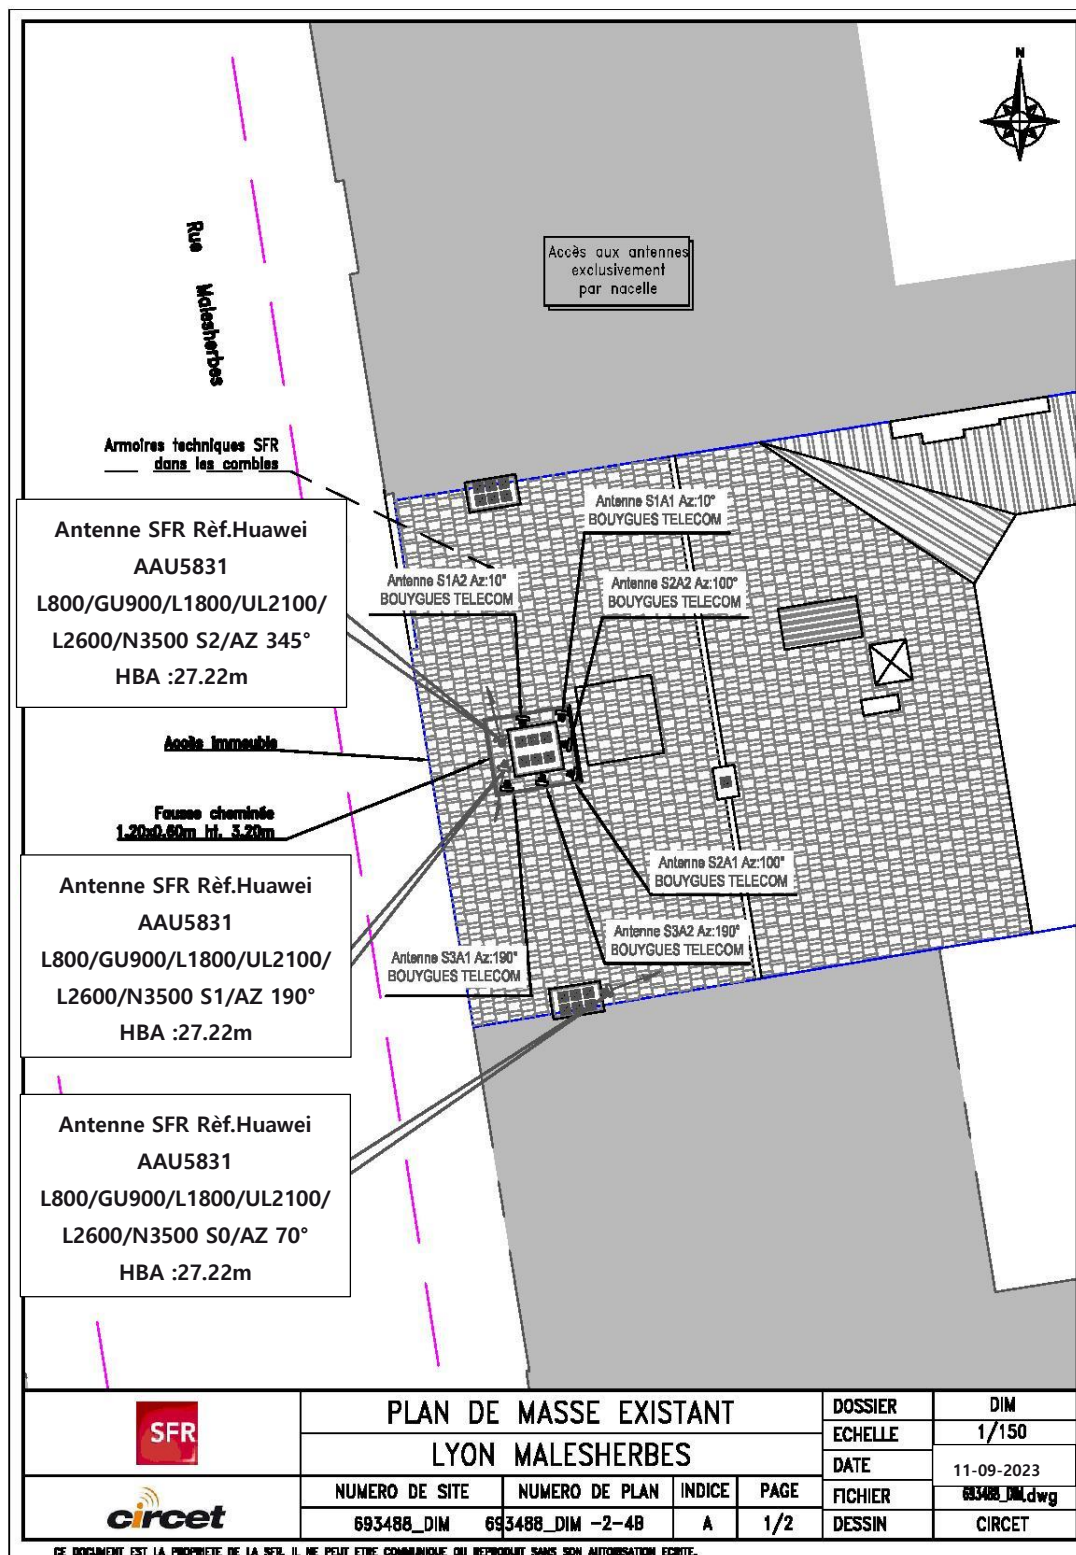 N
Rue Malesherbes
Accès aux antennes
exclusivement
par nacelle
Armoires techniques SFR
dans les combles
Antenne SFR Rèf.Huawei
AAU5831
L800/GU900/L1800/UL2100/
L2600/N3500 S2/AZ 345°
HBA :27.22m
Antenne S1A1 Az:10°
BOUYGUES TELECOM
Antenne S1A2 Az:10°
BOUYGUES TELECOM
Antenne S2A2 Az:100°
BOUYGUES TELECOM
Accès immeuble
Fausse cheminée
1.20x0.60m ht. 3.20m
Antenne SFR Rèf.Huawei
AAU5831
L800/GU900/L1800/UL2100/
L2600/N3500 S1/AZ 190°
HBA :27.22m
Antenne S2A1 Az:100°
BOUYGUES TELECOM
Antenne S3A2 Az:190°
BOUYGUES TELECOM
Antenne S3A1 Az:190°
BOUYGUES TELECOM
Antenne SFR Rèf.Huawei
AAU5831
L800/GU900/L1800/UL2100/
L2600/N3500 S0/AZ 70°
HBA :27.22m
SFR
circet
PLAN DE MASSE EXISTANT
LYON MALESHERBES
NUMERO DE SITE
NUMERO DE PLAN
INDICE
PAGE
693488_DIM
693488_DIM -2-4B
A
1/2
DOSSIER
DIM
ECHELLE
1/150
DATE
11-09-2023
FICHIER
693488_DIM.dwg
DESSIN
CIRCET
CE DOCUMENT EST LA PROPRIETE DE LA SFR. IL NE PEUT ETRE COMMUNIQUE OU REPRODUIT SANS SON AUTORISATION ECRITE.